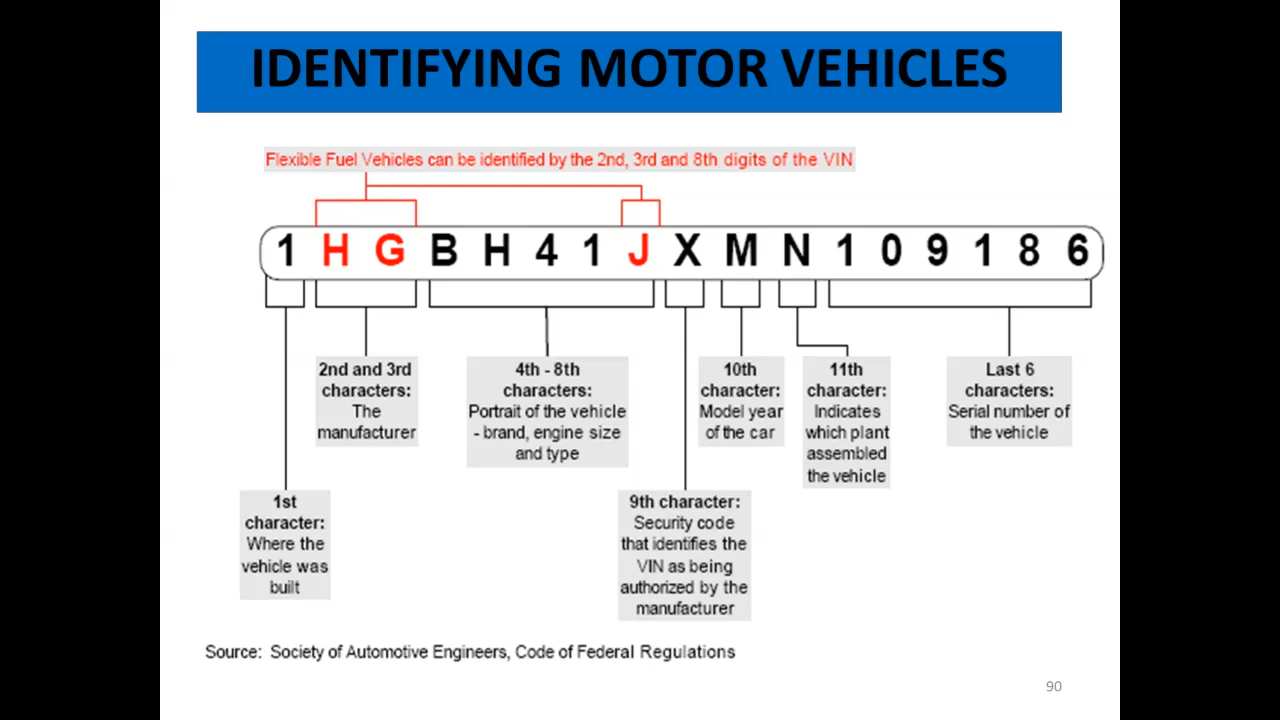 IDENTIFYING MOTOR VEHICLES
Flexible Fuel Vehicles can be identified by the 2nd, 3rd and 8th digits of the VIN
1 H G B H 4 1 J X M N 1 0 9 1 8 6
2nd and 3rd
characters:
The
manufacturer
4th - 8th
characters:
Portrait of the vehicle
- brand, engine size
and type
10th
character:
Model year
of the car
11th
character:
Indicates
which plant
assembled
the vehicle
Last 6
characters:
Serial number of
the vehicle
1st
character:
Where the
vehicle was
built
9th character:
Security code
that identifies the
VIN as being
authorized by the
manufacturer
Source: Society of Automotive Engineers, Code of Federal Regulations
90